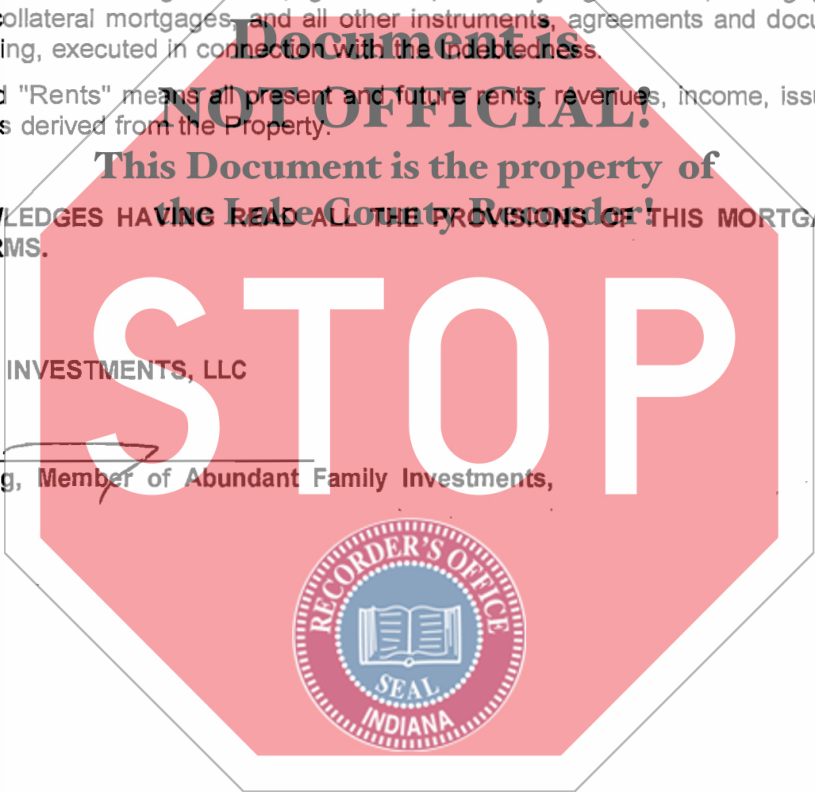 collateral mortgages, and all other instruments, agreements and docu
ing, executed in connection with the Indebtedness.
Document is
"Rents" means all present and future rents, revenues, income, issu
s derived from the Property.
NOT OFFICIAL!
This Document is the property of
the Lake County Recorder!
LEDGES HAVING READ ALL THE PROVISIONS OF THIS MORTGA
RMS.
STOP
INVESTMENTS, LLC
g, Member of Abundant Family Investments,
RECORDER'S OFFICE
SEAL
INDIANA